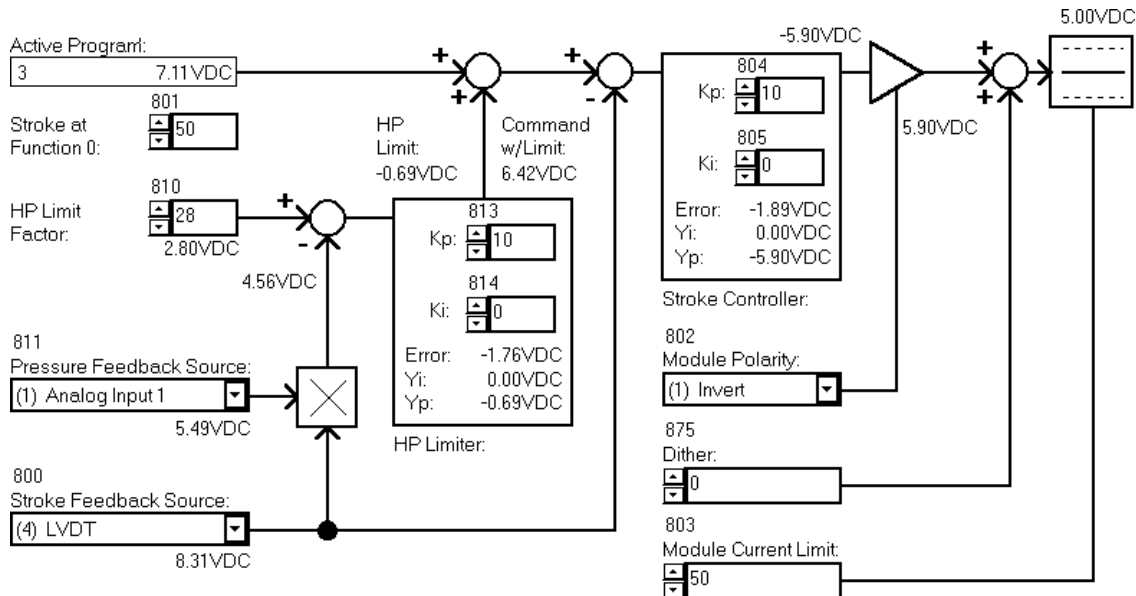 5.00VDC
-5.90VDC
Active Program:
3 7.11VDC
+
+
+
-
+
+
801
Stroke at
Function 0:
50
HP
Limit:
-0.69VDC
Command
w/Limit:
6.42VDC
804
Kp: 10
805
Ki: 0
Error: -1.89VDC
Yi: 0.00VDC
Yp: -5.90VDC
Stroke Controller:
5.90VDC
810
HP Limit
Factor:
28
2.80VDC
+
-
4.56VDC
813
Kp: 10
814
Ki: 0
Error: -1.76VDC
Yi: 0.00VDC
Yp: -0.69VDC
HP Limiter:
811
Pressure Feedback Source:
(1) Analog Input 1
5.49VDC
800
Stroke Feedback Source:
(4) LVDT
8.31VDC
802
Module Polarity:
(1) Invert
875
Dither:
0
803
Module Current Limit:
50